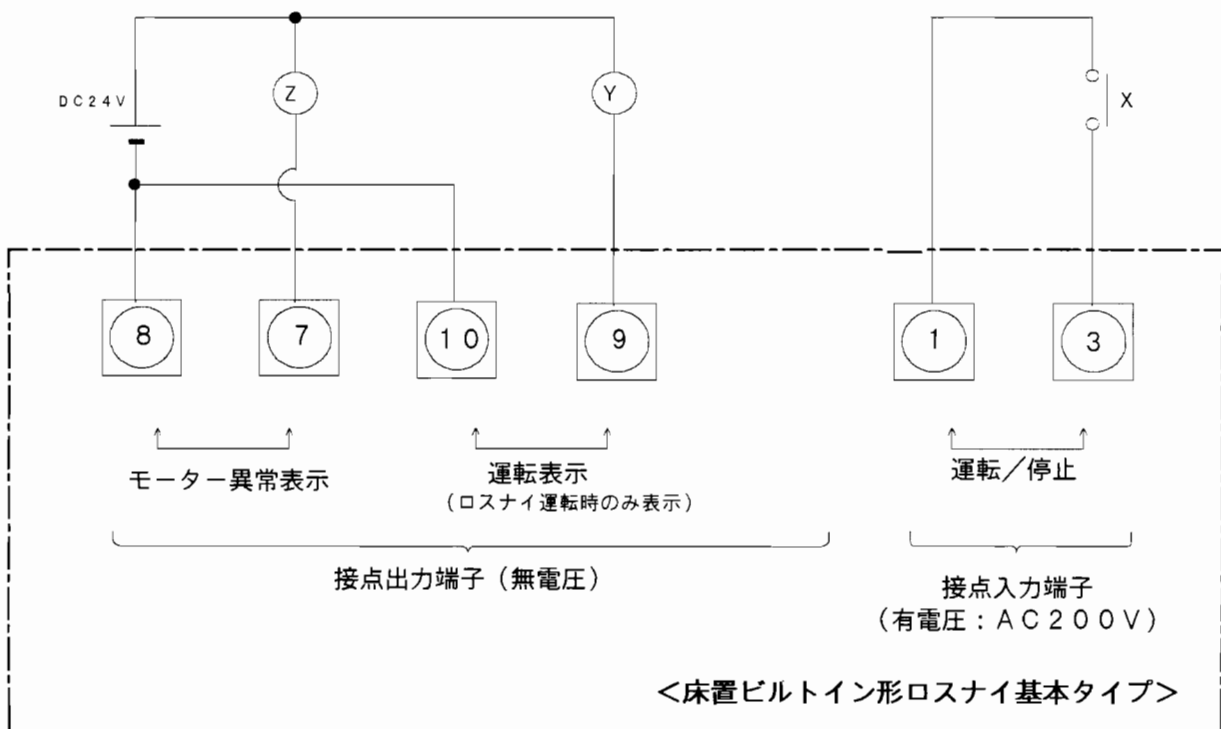 DC24V
Z
Y
X
8
7
10
9
1
3
モーター異常表示
運転表示
(ロスナイ運転時のみ表示)
運転/停止
接点出力端子(無電圧)
接点入力端子
(有電圧:AC200V)
<床置ビルトイン形ロスナイ基本タイプ>